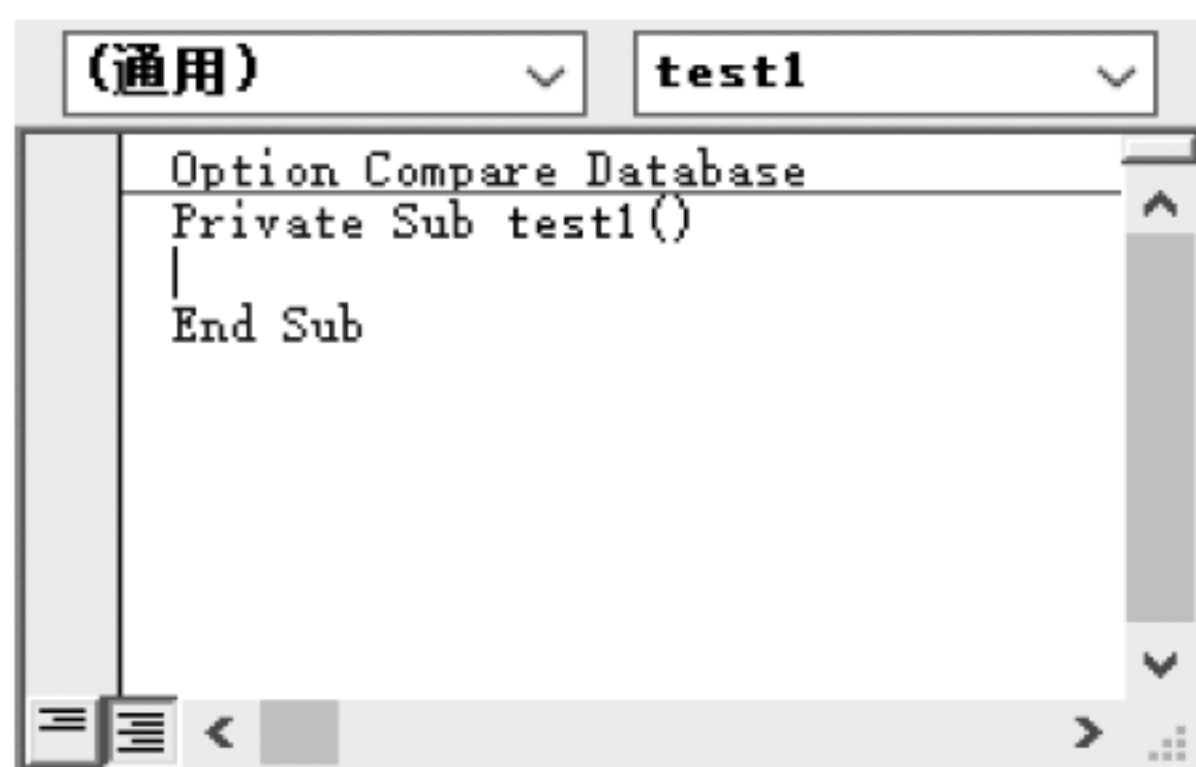 (通用)
test1
Option Compare Database
Private Sub test1()
End Sub